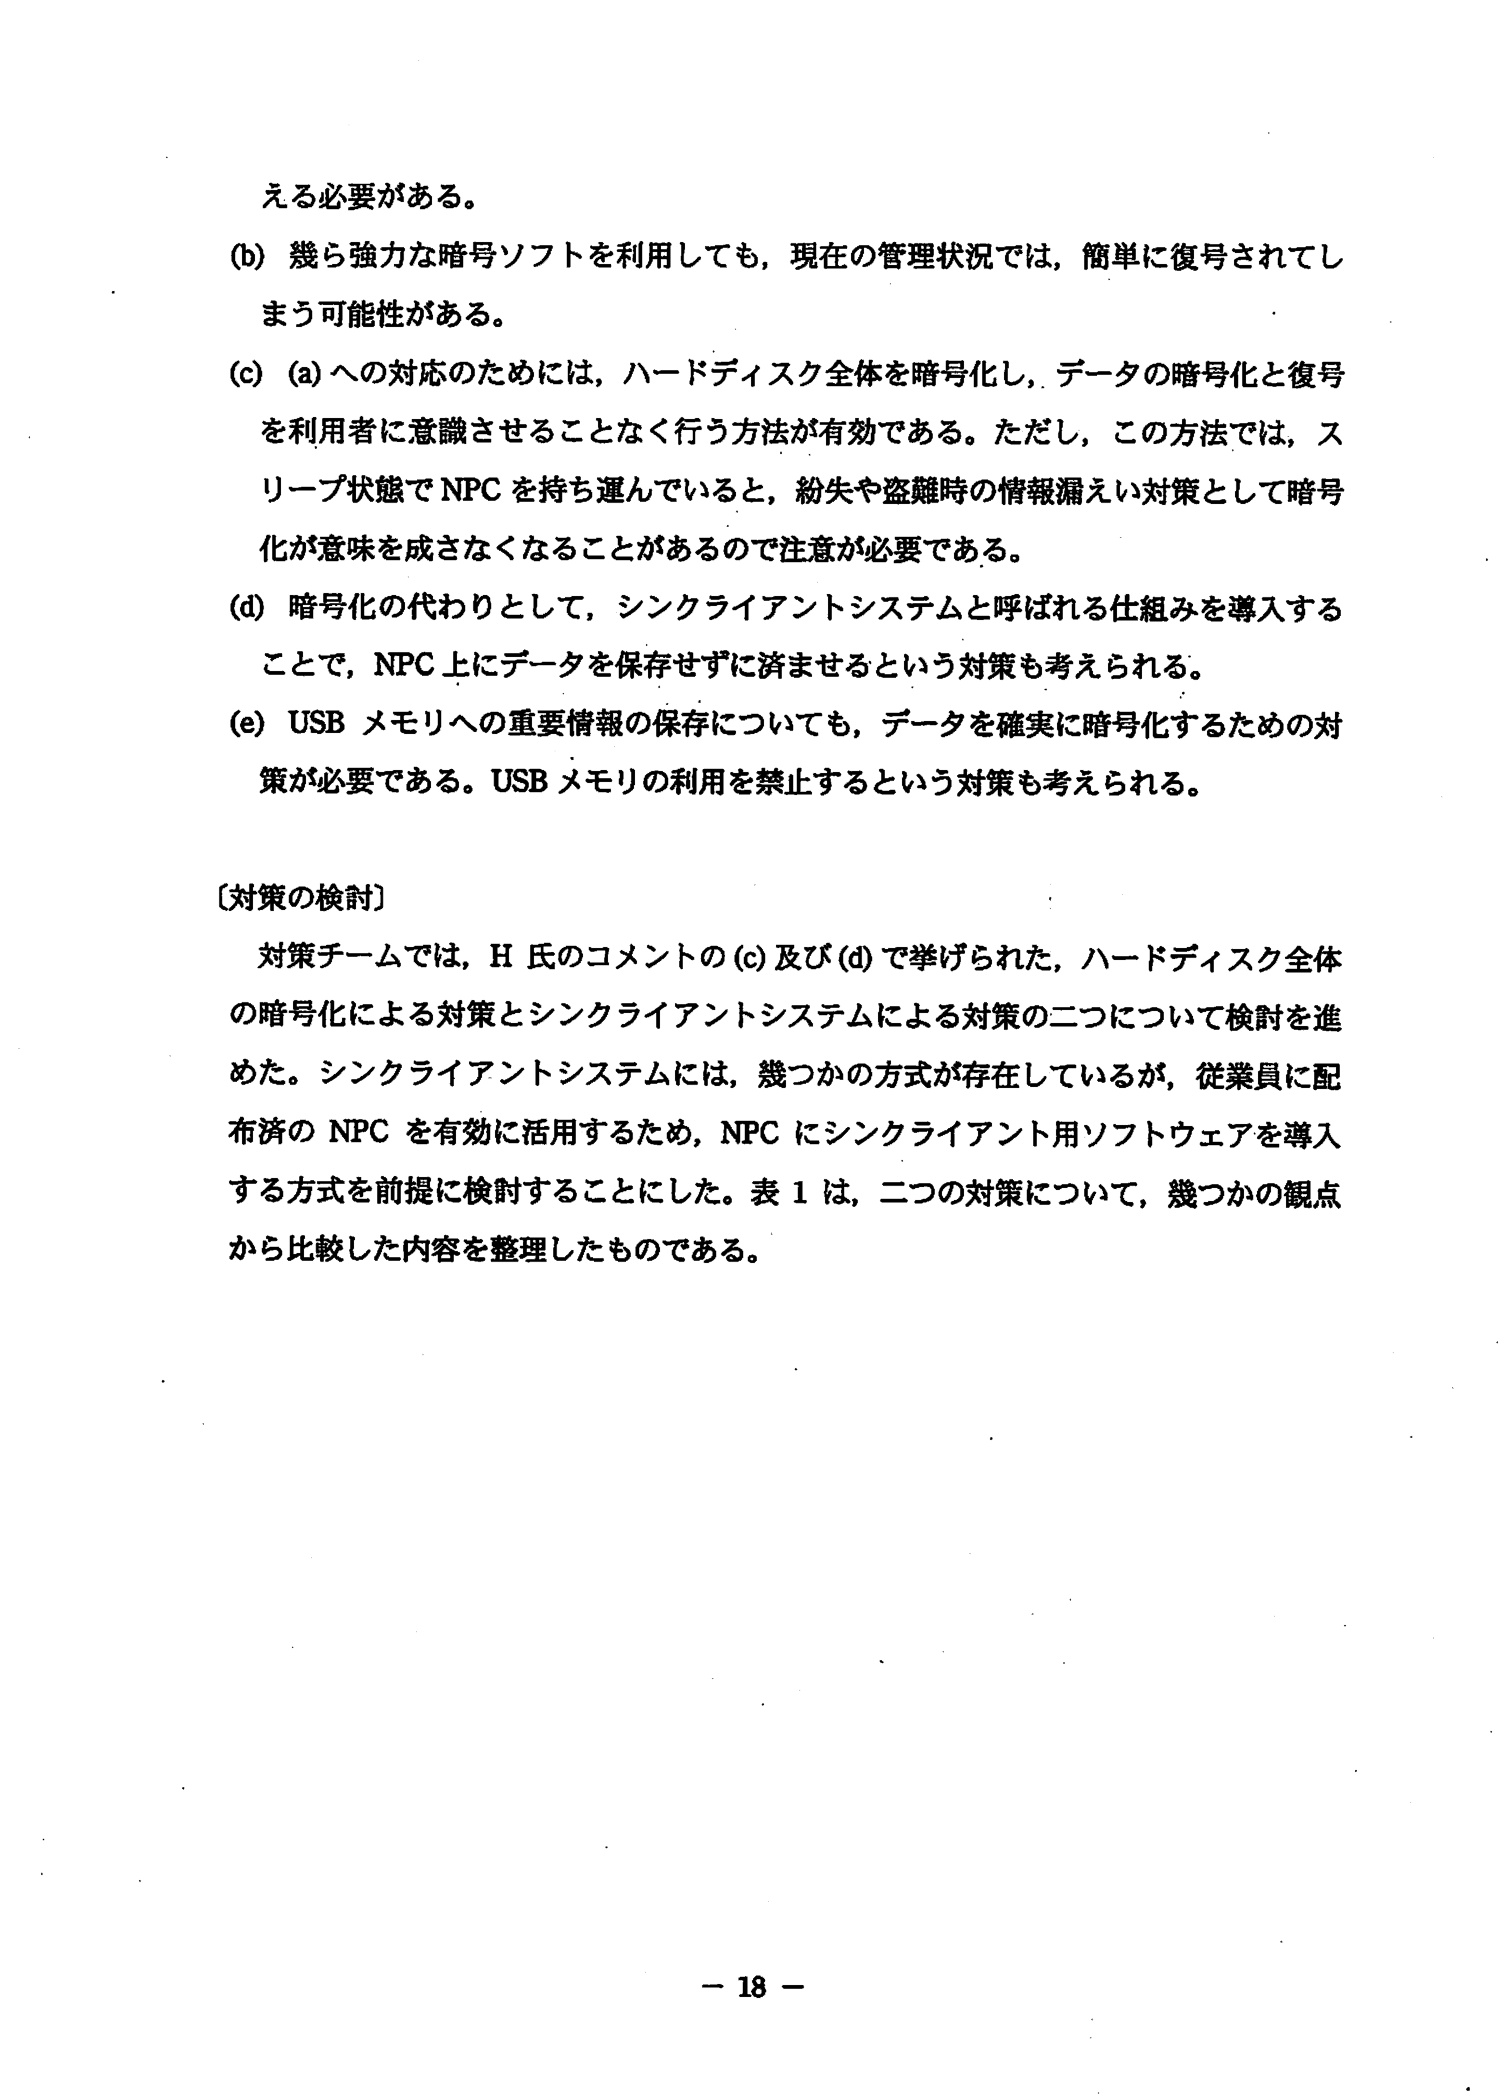 える必要がある。
(b) 幾ら強力な暗号ソフトを利用しても，現在の管理状況では，簡単に復号されてし
まう可能性がある。
(c) (a) への対応のためには，ハードディスク全体を暗号化し，データの暗号化と復号
を利用者に意識させることなく行う方法が有効である。ただし，この方法では，ス
リープ状態で NPC を持ち運んでいると，紛失や盗難時の情報漏えい対策として暗号
化が意味を成さなくなることがあるので注意が必要である。
(d) 暗号化の代わりとして，シンクライアントシステムと呼ばれる仕組みを導入する
ことで，NPC 上にデータを保存せずに済ませるという対策も考えられる。
(e) USB メモリへの重要情報の保存についても，データを確実に暗号化するための対
策が必要である。USB メモリの利用を禁止するという対策も考えられる。
〔対策の検討〕
対策チームでは，H 氏のコメントの (c) 及び (d) で挙げられた，ハードディスク全体
の暗号化による対策とシンクライアントシステムによる対策の二つについて検討を進
めた。シンクライアントシステムには，幾つかの方式が存在しているが，従業員に配
布済の NPC を有効に活用するため，NPC にシンクライアント用ソフトウェアを導入
する方式を前提に検討することにした。表 1 は，二つの対策について，幾つかの観点
から比較した内容を整理したものである。
－ 18 －